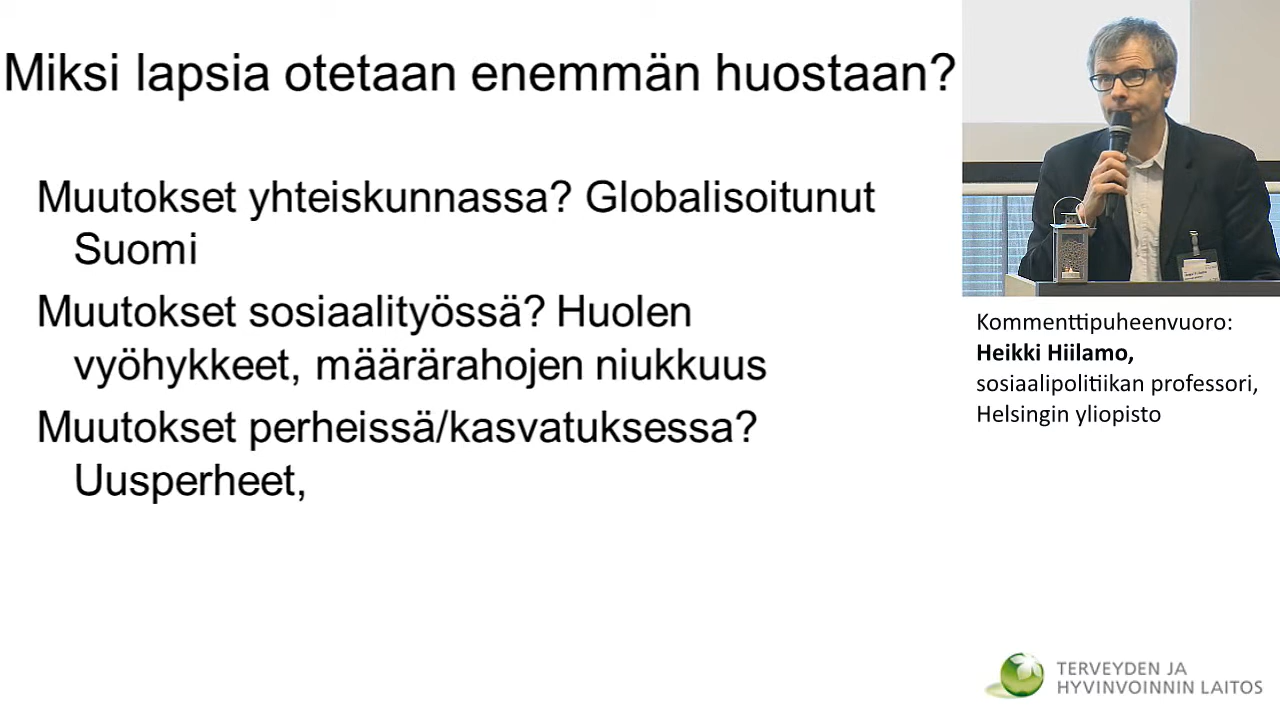 Miksi lapsia otetaan enemmän huostaan?
Muutokset yhteiskunnassa? Globalisoitunut
Suomi
Muutokset sosiaalityössä? Huolen
vyöhykkeet, määrärahojen niukkuus
Muutokset perheissä/kasvatuksessa?
Uusperheet,
Kommenttipuheenvuoro:
Heikki Hiilamo,
sosiaalipolitiikan professori,
Helsingin yliopisto
TERVEYDEN JA
HYVINVOINNIN LAITOS